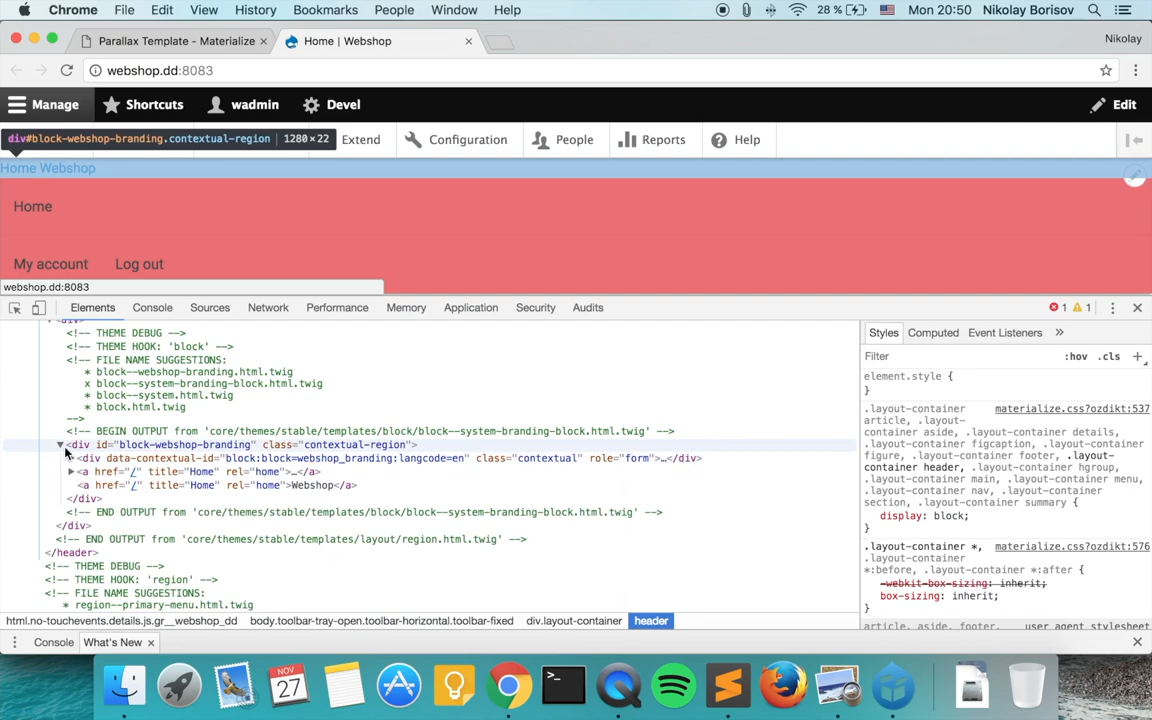 Chrome File Edit View History Bookmarks People Window Help 28 % Mon 20:50 Nikolay Borisov
Parallax Template - Materialize × Home | Webshop × Nikolay
webshop.dd:8083
Manage Shortcuts wadmin Devel Edit
div#block-webshop-branding.contextual-region | 1280 × 22 Extend Configuration People Reports Help
Home Webshop
Home
My account Log out
webshop.dd:8083
Elements Console Sources Network Performance Memory Application Security Audits 1 1
<div>
<!-- THEME DEBUG -->
<!-- THEME HOOK: 'block' -->
<!-- FILE NAME SUGGESTIONS:
* block--webshop-branding.html.twig
x block--system-branding-block.html.twig
* block--system.html.twig
* block.html.twig
-->
<!-- BEGIN OUTPUT from 'core/themes/stable/templates/block/block--system-branding-block.html.twig' -->
<div id="block-webshop-branding" class="contextual-region">
<div data-contextual-id="block:block=webshop_branding:langcode=en" class="contextual" role="form">…</div>
<a href="/" title="Home" rel="home">…</a>
<a href="/" title="Home" rel="home">Webshop</a>
</div>
<!-- END OUTPUT from 'core/themes/stable/templates/block/block--system-branding-block.html.twig' -->
</div>
<!-- END OUTPUT from 'core/themes/stable/templates/layout/region.html.twig' -->
</header>
<!-- THEME DEBUG -->
<!-- THEME HOOK: 'region' -->
<!-- FILE NAME SUGGESTIONS:
* region--primary-menu.html.twig
html.no-touchevents.details.js.gr__webshop_dd body.toolbar-tray-open.toolbar-horizontal.toolbar-fixed div.layout-container header
Styles Computed Event Listeners »
Filter :hov .cls +
element.style {
}
.layout-container materialize.css?ozdikt:537
article, .layout-
container aside, .layout-container details,
.layout-container figcaption, .layout-container
figure, .layout-container footer, .layout-
container header, .layout-container hgroup,
.layout-container main, .layout-container menu,
.layout-container nav, .layout-container
section, .layout-container summary {
display: block;
}
.layout-container *, materialize.css?ozdikt:576
.layout-container
*:before, .layout-container *:after {
-webkit-box-sizing: inherit;
box-sizing: inherit;
}
article, aside, footer, user agent stylesheet
Console What's New ×
NOV
27